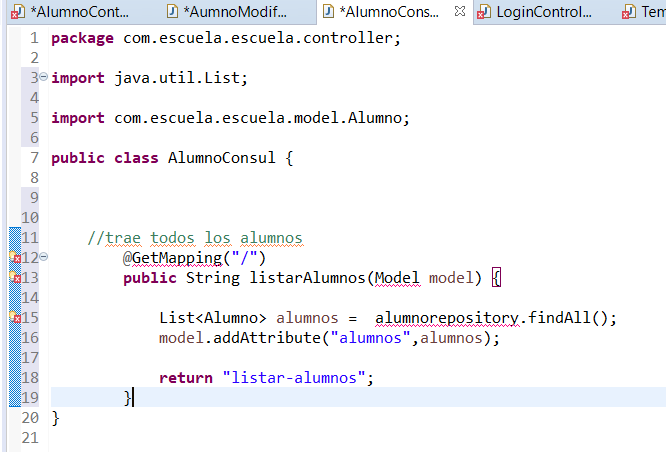 *AlumnoCont... *AumnoModif... *AlumnoCons... LoginControl... Tem
1 package com.escuela.escuela.controller;
2
3 import java.util.List;
4
5 import com.escuela.escuela.model.Alumno;
6
7 public class AlumnoConsul {
8
9
10
11 //trae todos los alumnos
12 @GetMapping("/")
13 public String listarAlumnos(Model model) {
14
15 List<Alumno> alumnos =  alumnorepository.findAll();
16 model.addAttribute("alumnos",alumnos);
17
18 return "listar-alumnos";
19 }
20 }
21